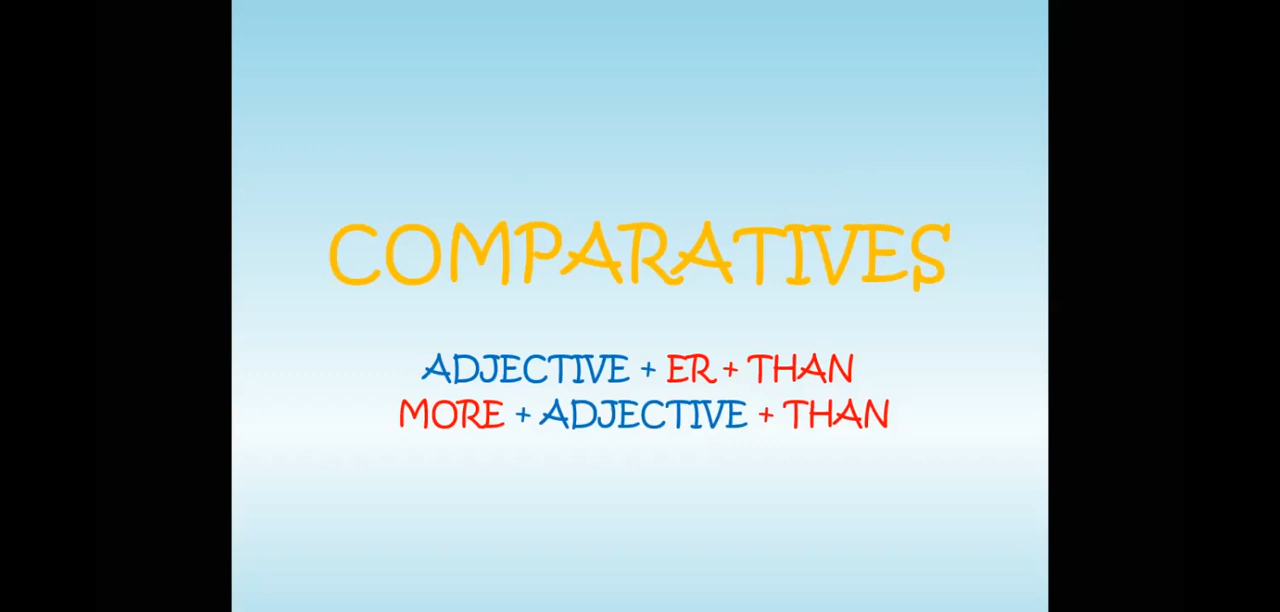 COMPARATIVES
ADJECTIVE + ER + THAN
MORE + ADJECTIVE + THAN